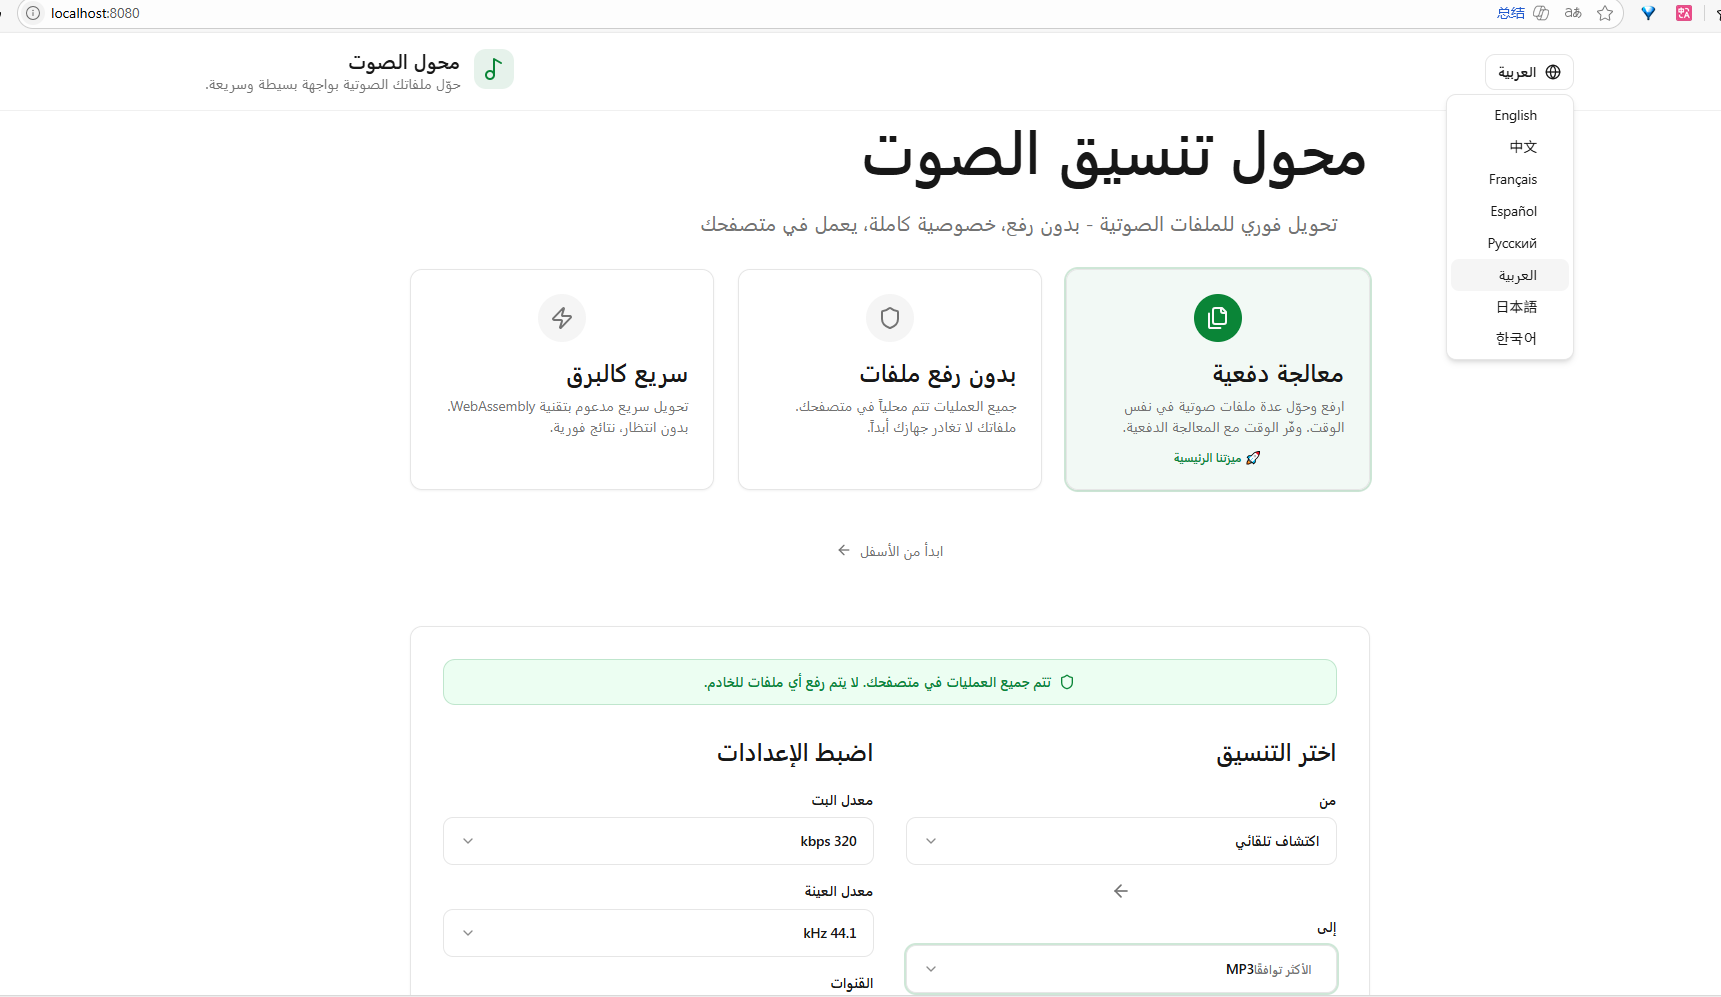 localhost:8080
总结
aあ
العربية
محول الصوت
حوّل ملفاتك الصوتية بواجهة بسيطة وسريعة.
English
中文
Français
Español
Русский
العربية
日本語
한국어
محول تنسيق الصوت
تحويل فوري للملفات الصوتية - بدون رفع، خصوصية كاملة، يعمل في متصفحك
معالجة دفعية
ارفع وحوّل عدة ملفات صوتية في نفس
الوقت. وفّر الوقت مع المعالجة الدفعية.
🚀 ميزتنا الرئيسية
بدون رفع ملفات
جميع العمليات تتم محلياً في متصفحك.
ملفاتك لا تغادر جهازك أبداً.
سريع كالبرق
تحويل سريع مدعوم بتقنية WebAssembly.
بدون انتظار، نتائج فورية.
ابدأ من الأسفل
تتم جميع العمليات في متصفحك. لا يتم رفع أي ملفات للخادم.
اختر التنسيق
من
اكتشاف تلقائي
إلى
MP3الأكثر توافقًا
اضبط الإعدادات
معدل البت
320 kbps
معدل العينة
44.1 kHz
القنوات